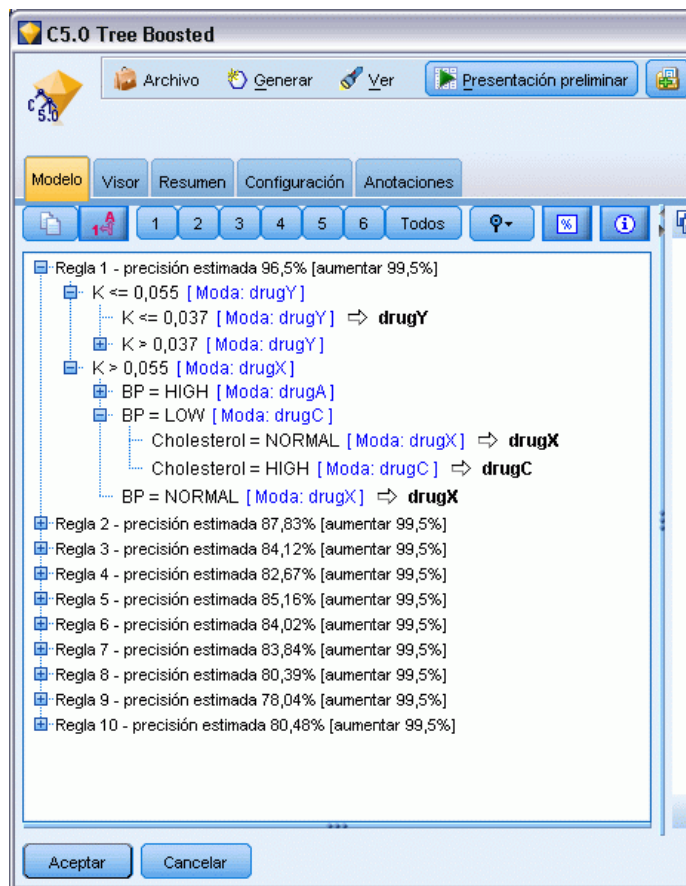 C5.0 Tree Boosted
C 5.0
Archivo Generar Ver Presentación preliminar
Modelo Visor Resumen Configuración Anotaciones
1 A 1 2 3 4 5 6 Todos % i
Regla 1 - precisión estimada 96,5% [aumentar 99,5%]
K <= 0,055 [Moda: drugY]
K <= 0,037 [Moda: drugY] ⇨ drugY
K > 0,037 [Moda: drugY]
K > 0,055 [Moda: drugX]
BP = HIGH [Moda: drugA]
BP = LOW [Moda: drugC]
Cholesterol = NORMAL [Moda: drugX] ⇨ drugX
Cholesterol = HIGH [Moda: drugC] ⇨ drugC
BP = NORMAL [Moda: drugX] ⇨ drugX
Regla 2 - precisión estimada 87,83% [aumentar 99,5%]
Regla 3 - precisión estimada 84,12% [aumentar 99,5%]
Regla 4 - precisión estimada 82,67% [aumentar 99,5%]
Regla 5 - precisión estimada 85,16% [aumentar 99,5%]
Regla 6 - precisión estimada 84,02% [aumentar 99,5%]
Regla 7 - precisión estimada 83,84% [aumentar 99,5%]
Regla 8 - precisión estimada 80,39% [aumentar 99,5%]
Regla 9 - precisión estimada 78,04% [aumentar 99,5%]
Regla 10 - precisión estimada 80,48% [aumentar 99,5%]
Aceptar Cancelar